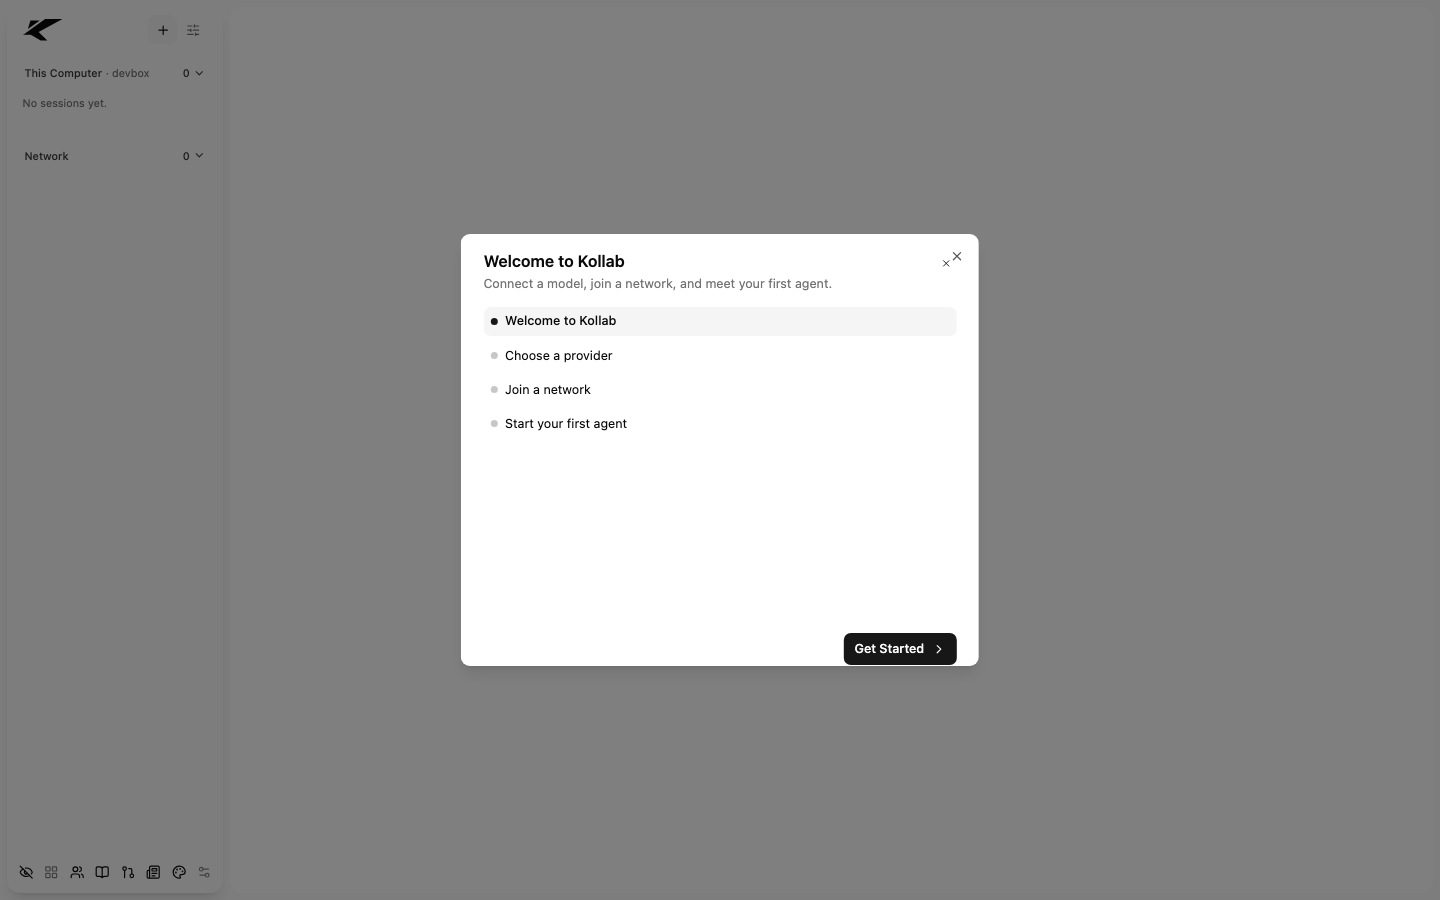 This Computer · devbox 0
No sessions yet.
Network 0
Welcome to Kollab
Connect a model, join a network, and meet your first agent.
Welcome to Kollab
Choose a provider
Join a network
Start your first agent
Get Started